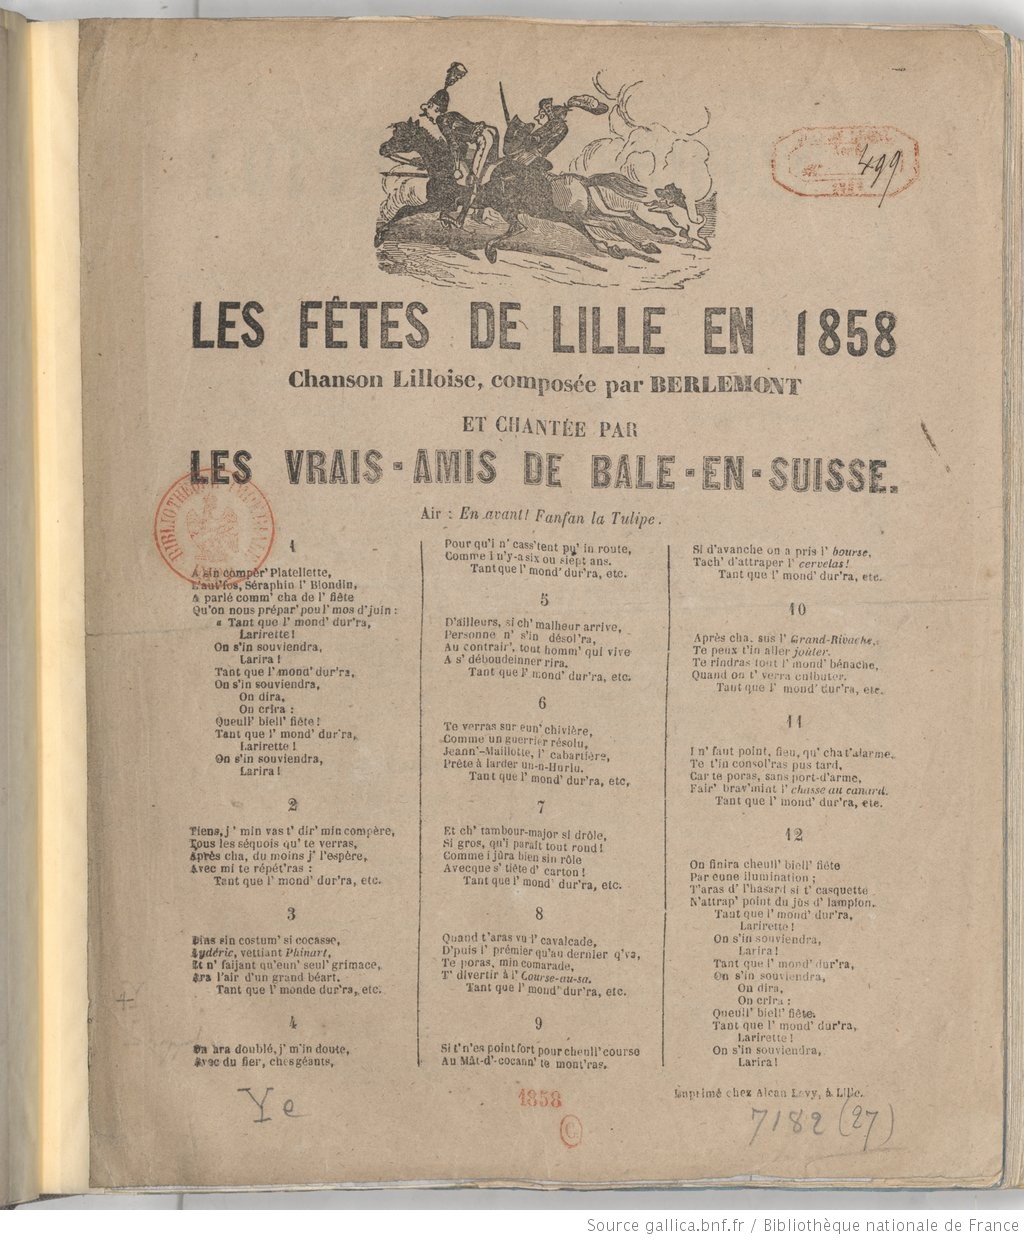 499
LES FÊTES DE LILLE EN 1858
Chanson Lilloise, composée par BERLEMONT
ET CHANTÉE PAR
LES VRAIS-AMIS DE BALE-EN-SUISSE.
Air : En avant! Fanfan la Tulipe.
1
A sin compèr' Platellette,
L'aut'fos, Séraphin l' Blondin,
A parlé comm' cha de l' fiête
Qu'on nous prépar' pou l' mos d'juin :
« Tant que l' mond' dur'ra,
Larirette!
On s'in souviendra,
Larira !
Tant que l' mond' dur'ra,
On s'in souviendra,
On dira,
On crira :
Queull' biell' fiête !
Tant que l' mond' dur'ra,
Larirette !
On s'in souviendra,
Larira !
2
Tiens, j' min vas t' dir' min compère,
Tous les séquois qu' te verras,
Après cha, du moins j' l'espère,
Avec mi te répét'ras :
Tant que l' mond' dur'ra, etc.
3
Dins sin costum' si cocasse,
Lydéric, vettiant Phinart,
Et n' faijant qu'eun' seul' grimace,
Ara l'air d'un grand béart.
Tant que l' monde dur'ra, etc.
4
On ara doublé, j' m'in doute,
Avec du fier, ches géants,
Pour qu'i n' cass'tent pu' in route,
Comme i n'y-a six ou siept ans.
Tant que l' mond' dur'ra, etc.
5
D'ailleurs, si ch' malheur arrive,
Personne n' s'in désol'ra,
Au contrair', tout homm' qui vive
A s' déboudeinner rira.
Tant que l' mond' dur'ra, etc.
6
Te verras sur eun' chivière,
Comme un guerrier résolu,
Jeann'-Maillotte, l' cabartière,
Prête à larder un-n-Hurlu.
Tant que l' mond' dur'ra, etc,
7
Et ch' tambour-major si drôle,
Si gros, qu'i paraît tout rond !
Comme i jûra bien sin rôle
Avecque s' tiête d' carton !
Tant que l' mond' dur'ra, etc.
8
Quand t'aras vu l' cavalcade,
D'puis l' prémier qu'au dernier q'va,
Te poras, min comarade,
T' divertir à l' Course-au-sa.
Tant que l' mond' dur'ra, etc.
9
Si t'n'es point fort pour cheull' course
Au Mât-d'-cocann' te mont'ras,
Si d'avanche on a pris l' bourse,
Tach' d'attraper l' cervelas !
Tant que l' mond' dur'ra, etc.
10
Après cha, sus l' Grand-Rivache,
Te peux t'in aller joûter.
Te rindras tout l' mond' bénache,
Quand on t' verra culbuter.
Tant que l' mond' dur'ra, etc.
11
I n' faut point, fieu, qu' cha t'alarme,
Te t'in consol'ras pus tard,
Car te poras, sans port-d'arme,
Fair' brav'mint l' chasse au canard.
Tant que l' mond' dur'ra, etc.
12
On finira cheull' biell' fiête
Par eune illumination ;
T'aras d' l'hasard si t' casquette
N'attrap' point du jus d' lampion.
Tant que l' mond' dur'ra,
Larirette !
On s'in souviendra,
Larira !
Tant que l' mond' dur'ra,
On s'in souviendra,
On dira,
On crira :
Queull' biell' fiête.
Tant que l' mond' dur'ra,
Larirette !
On s'in souviendra,
Larira !
Imprimé chez Alcan Levy, à Lille.
Ye
1858
7182 (27)
Source gallica.bnf.fr / Bibliothèque nationale de France